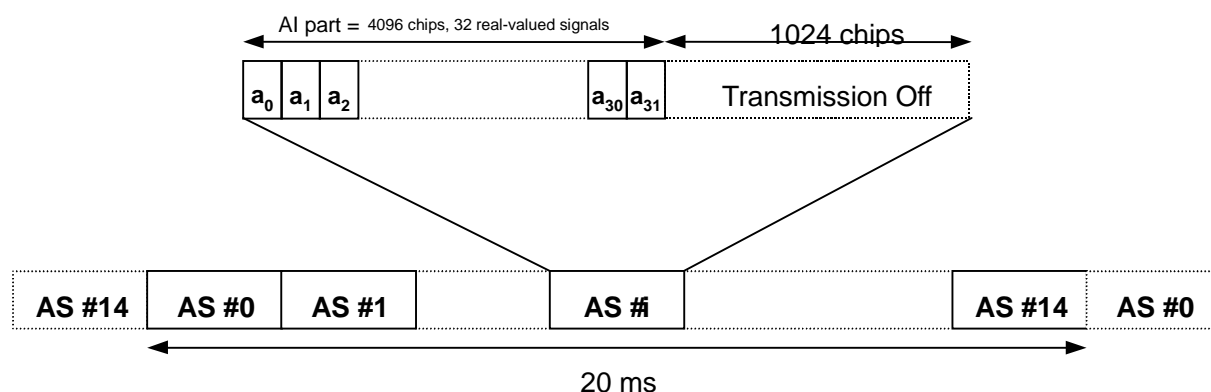 AI part = 4096 chips, 32 real-valued signals
1024 chips
a0 a1 a2 a30 a31 Transmission Off
AS #14 AS #0 AS #1 AS #i AS #14 AS #0
20 ms